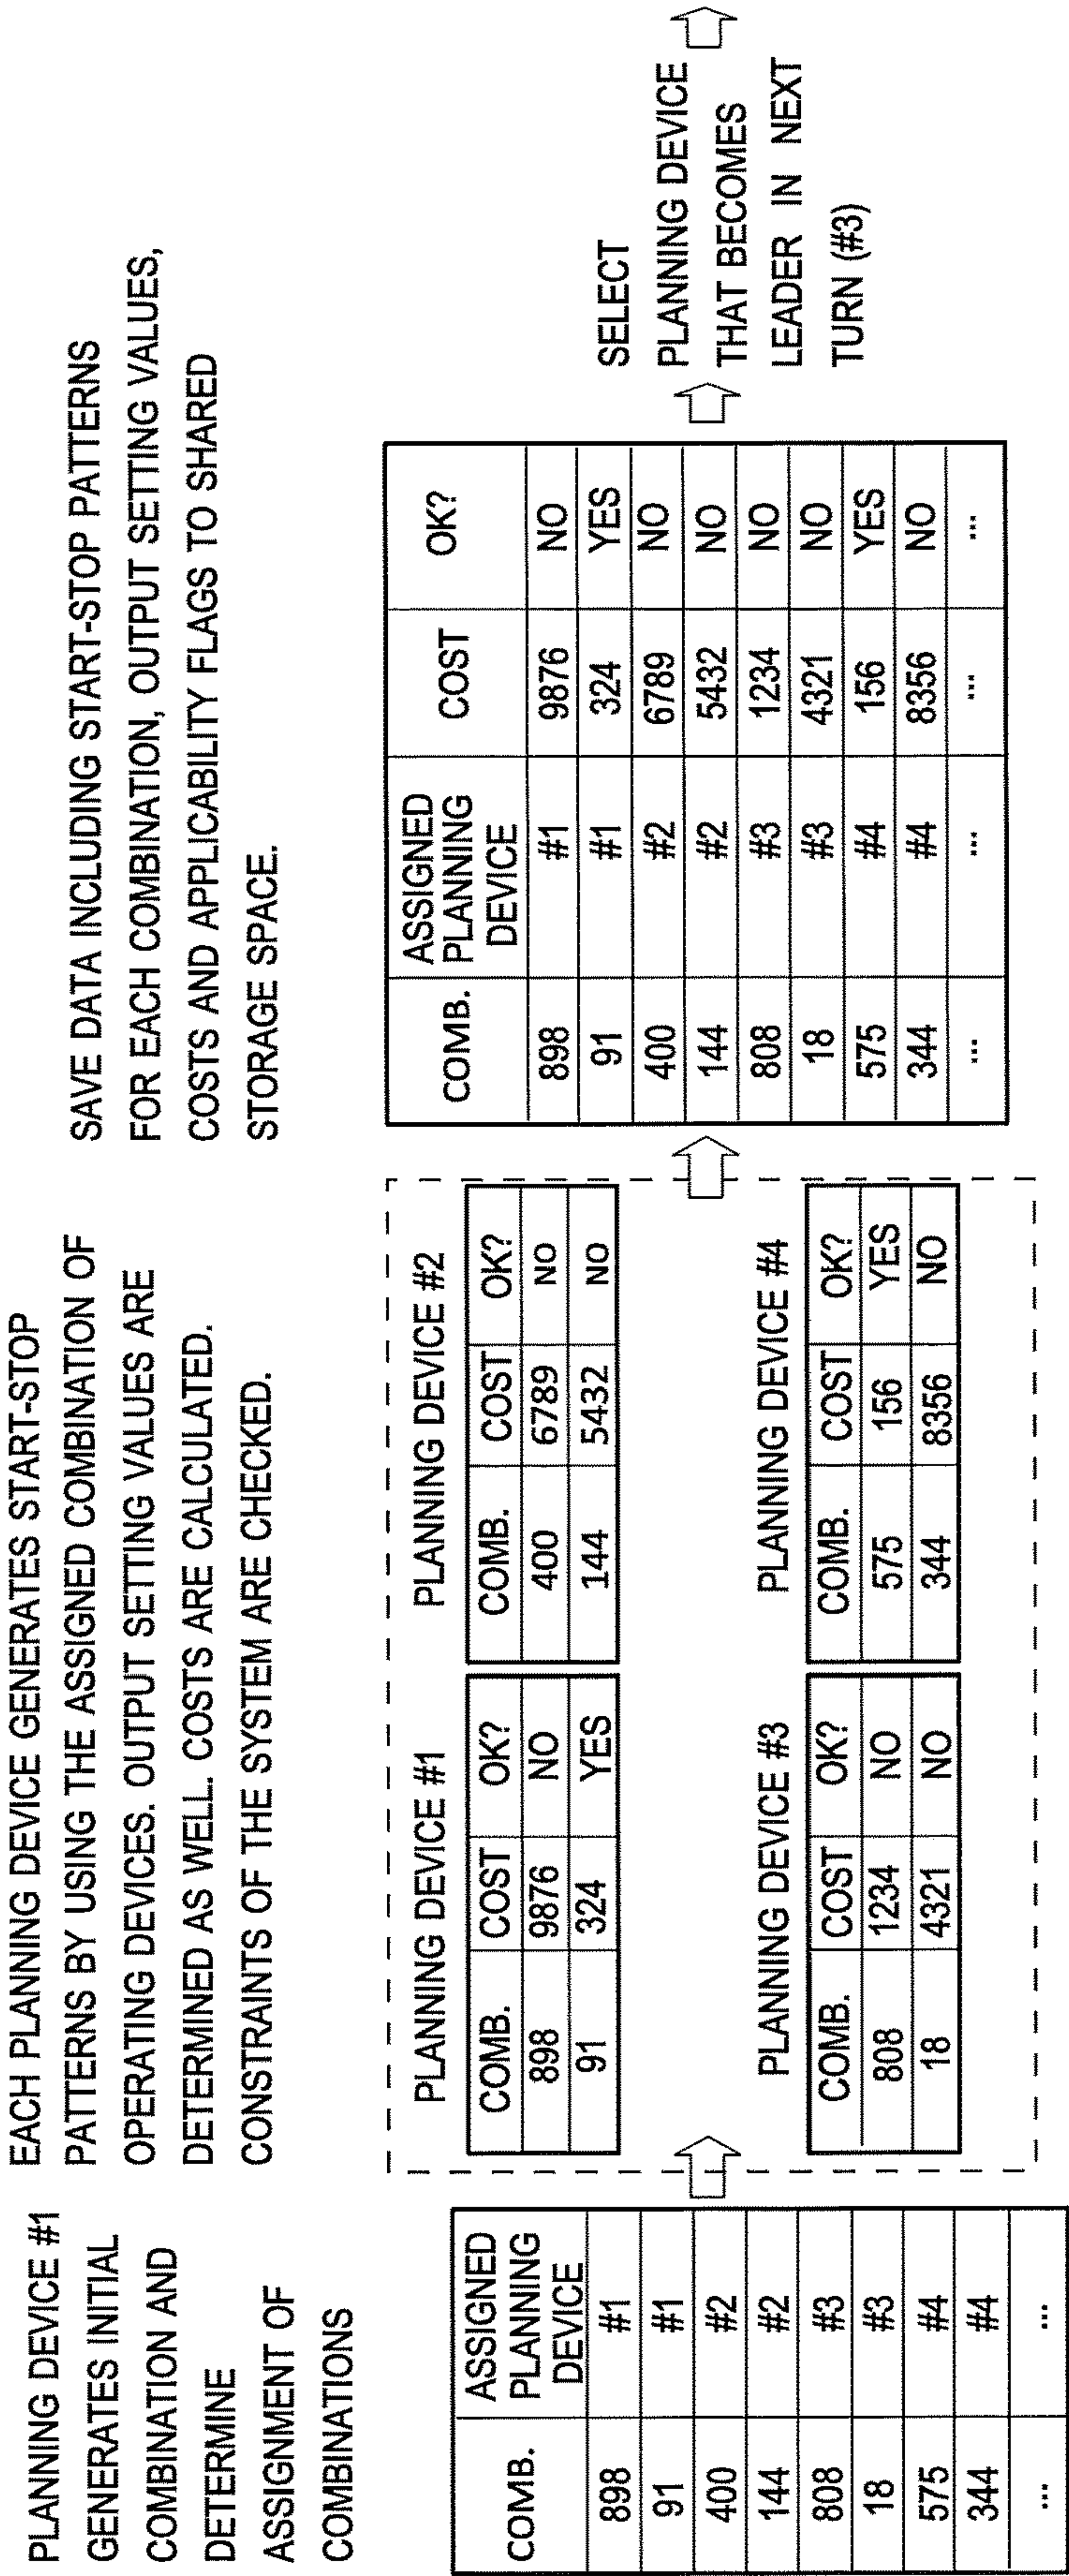 PLANNING DEVICE #1
GENERATES INITIAL
COMBINATION AND
DETERMINE
ASSIGNMENT OF
COMBINATIONS
COMB. ASSIGNED PLANNING DEVICE
898 #1
91 #1
400 #2
144 #2
808 #3
18 #3
575 #4
344 #4
... ...
EACH PLANNING DEVICE GENERATES START-STOP
PATTERNS BY USING THE ASSIGNED COMBINATION OF
OPERATING DEVICES. OUTPUT SETTING VALUES ARE
DETERMINED AS WELL. COSTS ARE CALCULATED.
CONSTRAINTS OF THE SYSTEM ARE CHECKED.
PLANNING DEVICE #1
COMB. COST OK?
898 9876 NO
91 324 YES
PLANNING DEVICE #2
COMB. COST OK?
400 6789 NO
144 5432 NO
PLANNING DEVICE #3
COMB. COST OK?
808 1234 NO
18 4321 NO
PLANNING DEVICE #4
COMB. COST OK?
575 156 YES
344 8356 NO
SAVE DATA INCLUDING START-STOP PATTERNS
FOR EACH COMBINATION, OUTPUT SETTING VALUES,
COSTS AND APPLICABILITY FLAGS TO SHARED
STORAGE SPACE.
COMB. ASSIGNED PLANNING DEVICE COST OK?
898 #1 9876 NO
91 #1 324 YES
400 #2 6789 NO
144 #2 5432 NO
808 #3 1234 NO
18 #3 4321 NO
575 #4 156 YES
344 #4 8356 NO
... ... ... ...
SELECT
PLANNING DEVICE
THAT BECOMES
LEADER IN NEXT
TURN (#3)